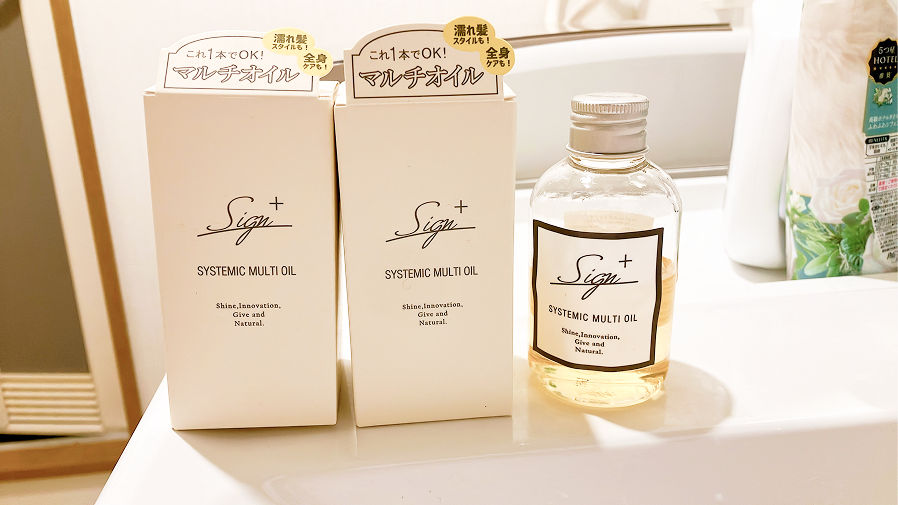 これ1本でOK!
マルチオイル
濡れ髪
スタイルも!
全身
ケアも!
Sign+
SYSTEMIC MULTI OIL
Shine,Innovation,
Give and
Natural.
これ1本でOK!
マルチオイル
濡れ髪
スタイルも!
全身
ケアも!
Sign+
SYSTEMIC MULTI OIL
Shine,Innovation,
Give and
Natural.
Sign+
SYSTEMIC MULTI OIL
Shine,Innovation,
Give and
Natural.
5つ星
HOTEL